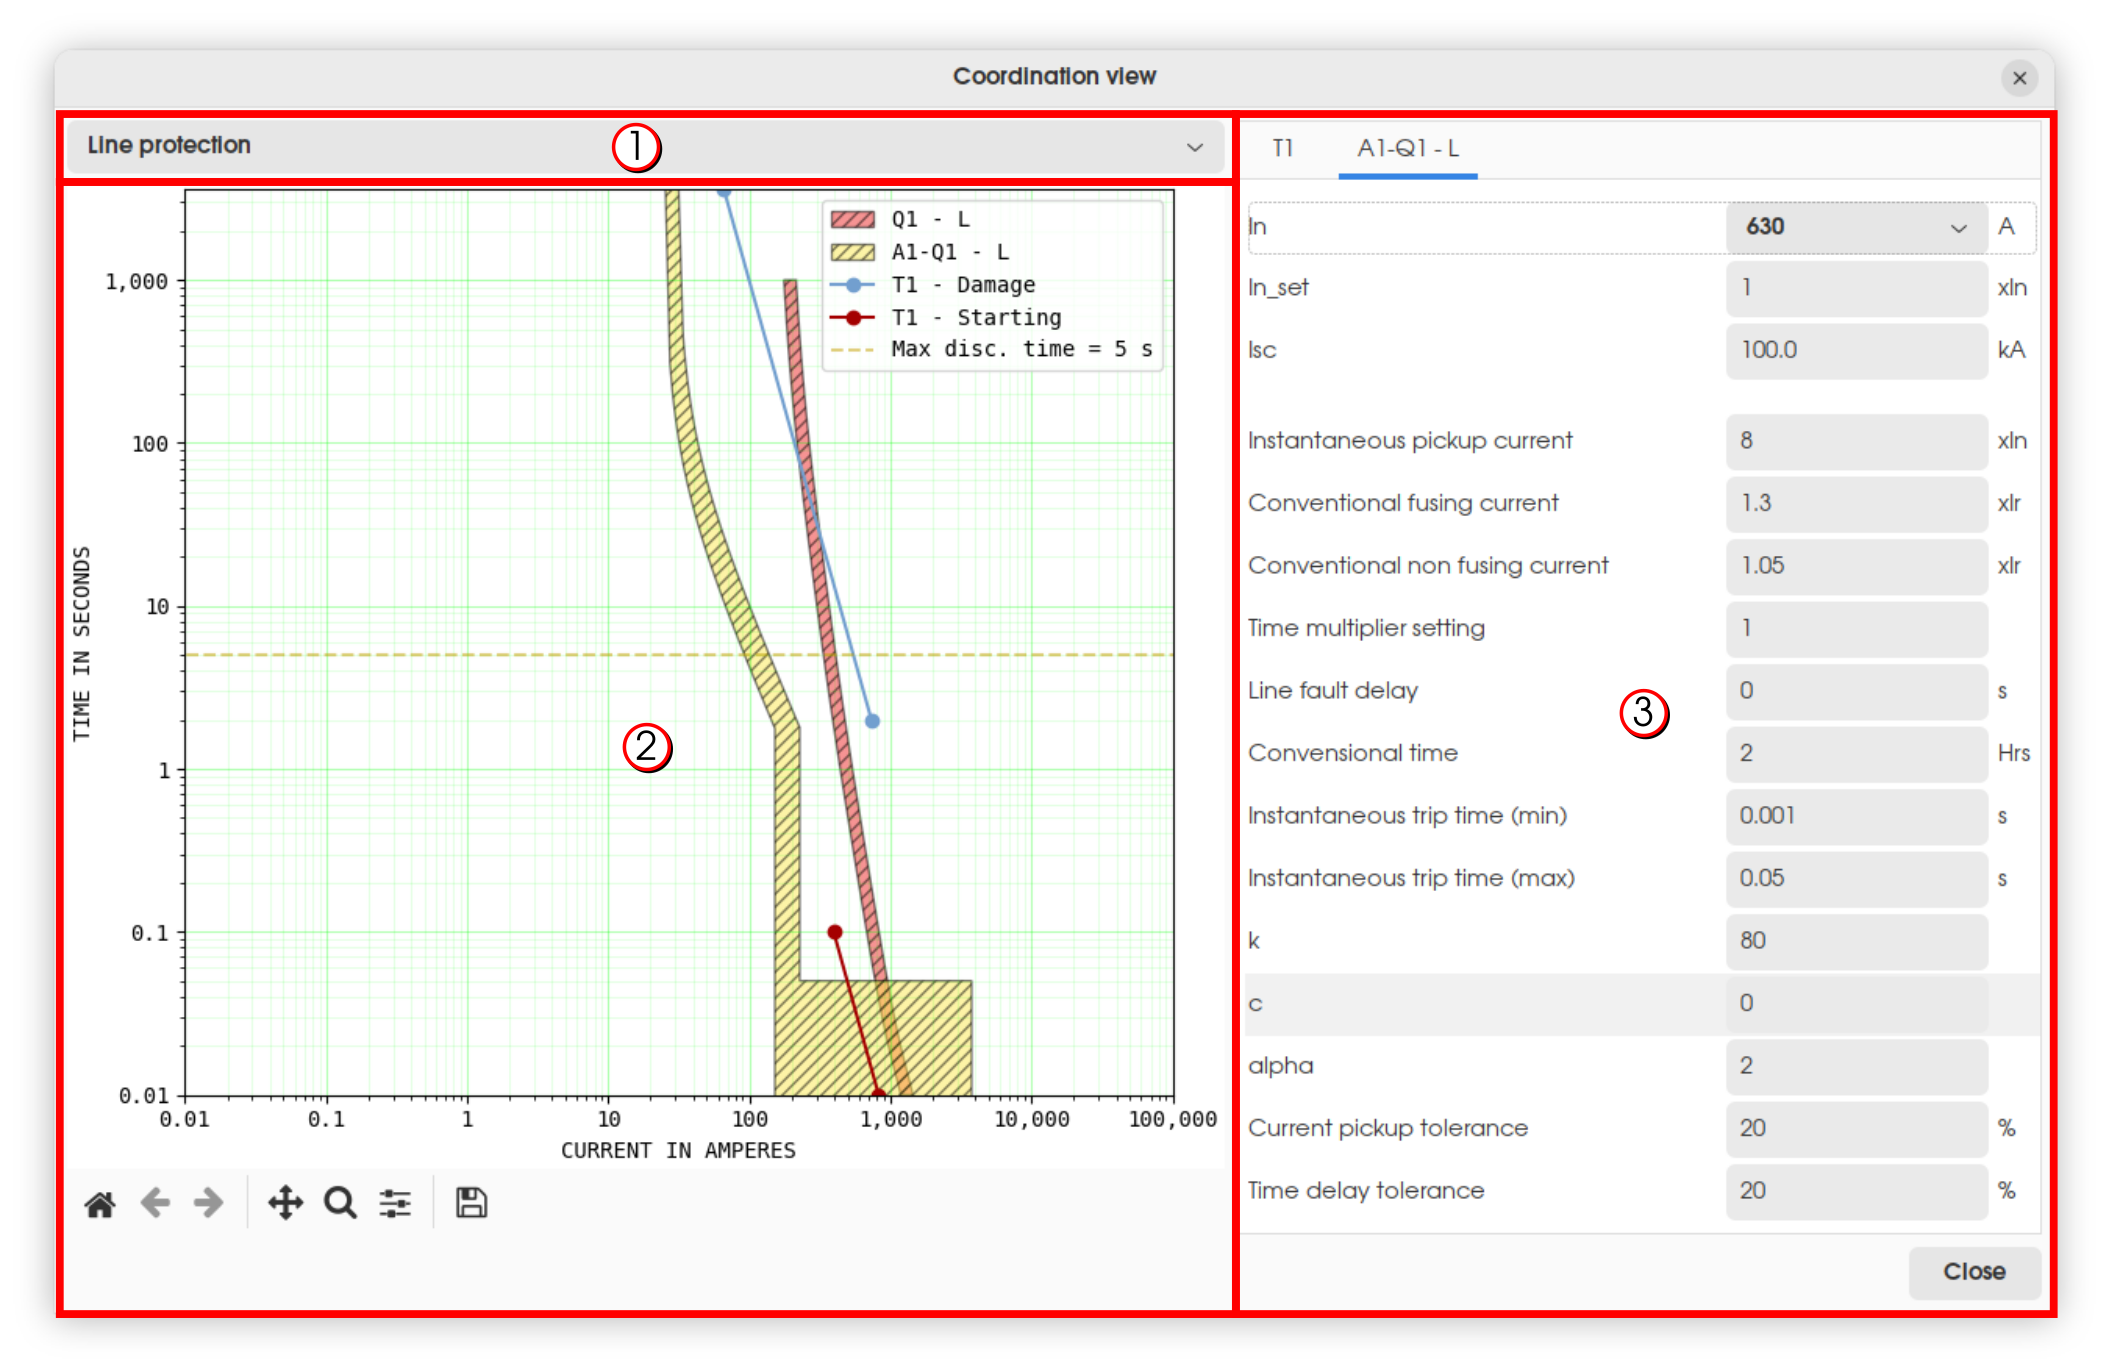 Coordination view
Line protection
1
T1 A1-Q1 - L
Q1 - L
A1-Q1 - L
T1 - Damage
T1 - Starting
Max disc. time = 5 s
1,000
100
10
1
0.1
0.01
TIME IN SECONDS
2
0.01 0.1 1 10 100 1,000 10,000 100,000
CURRENT IN AMPERES
In 630 A
In_set 1 xIn
Isc 100.0 kA
Instantaneous pickup current 8 xIn
Conventional fusing current 1.3 xIr
Conventional non fusing current 1.05 xIr
Time multiplier setting 1
Line fault delay 0 s
3
Convensional time 2 Hrs
Instantaneous trip time (min) 0.001 s
Instantaneous trip time (max) 0.05 s
k 80
c 0
alpha 2
Current pickup tolerance 20 %
Time delay tolerance 20 %
Close